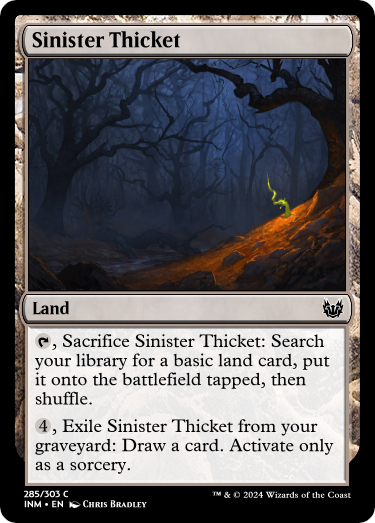 Sinister Thicket
Land
, Sacrifice Sinister Thicket: Search
your library for a basic land card, put
it onto the battlefield tapped, then
shuffle.
4, Exile Sinister Thicket from your
graveyard: Draw a card. Activate only
as a sorcery.
285/303 C
INM • EN Chris Bradley
™ & © 2024 Wizards of the Coast